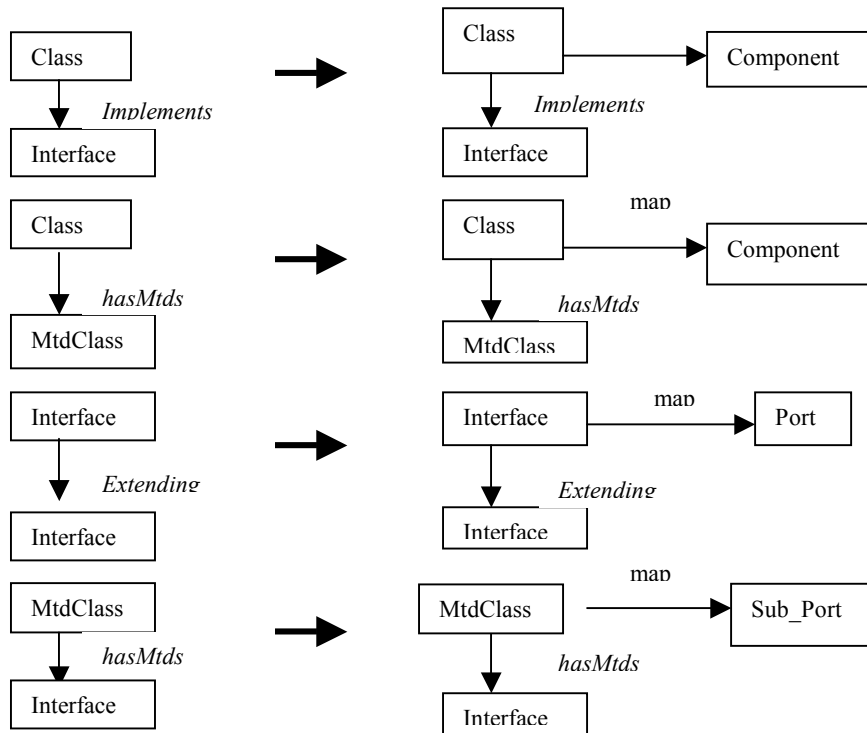 Class
Class
Component
Implements
Implements
Interface
Interface
Class
Class
map
Component
hasMtds
hasMtds
MtdClass
MtdClass
Interface
Interface
map
Port
Extending
Extending
Interface
Interface
MtdClass
MtdClass
map
Sub_Port
hasMtds
hasMtds
Interface
Interface